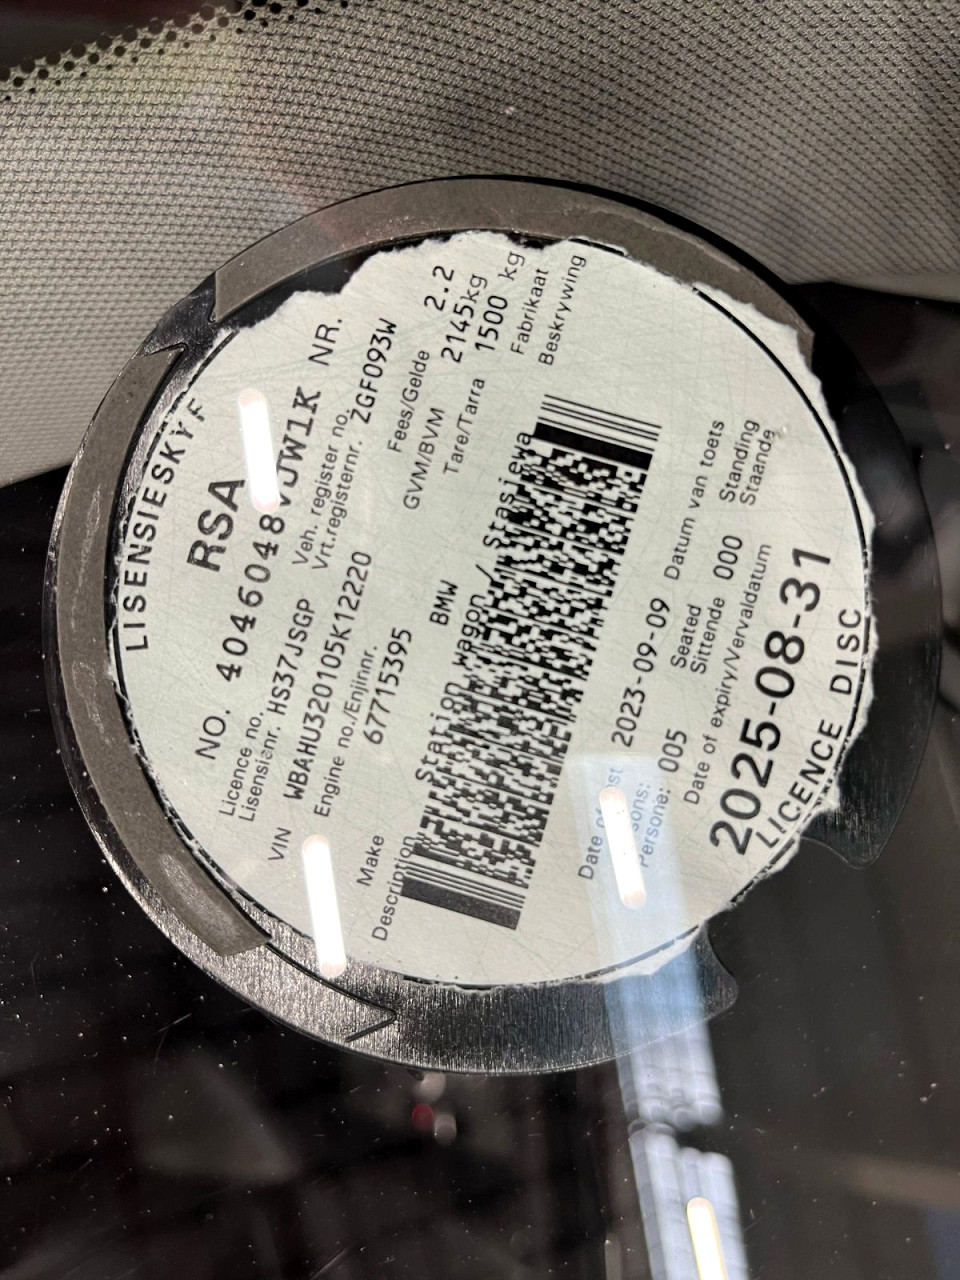 LISENSIESKYF
RSA
NO. 4046048VJJW1K NR.
Licence no.
Lisensienr. HS37JSGP
Veh. register no.
Vrt.registernr. ZGF093W
VIN WBAHU320105K12220
Fees/Gelde 2.2
Engine no./Enjinnr. 67715395
GVM/BVM 2145kg
Tare/Tarra 1500 kg
Make BMW Fabrikaat
Description Station wagon / Stasiewa Beskrywing
Date of 2023-09-09 Datum van toets
Persone: 005
Seated
Sittende 000
Standing
Staande
Date of expiry/Vervaldatum
2025-08-31
LICENCE DISC